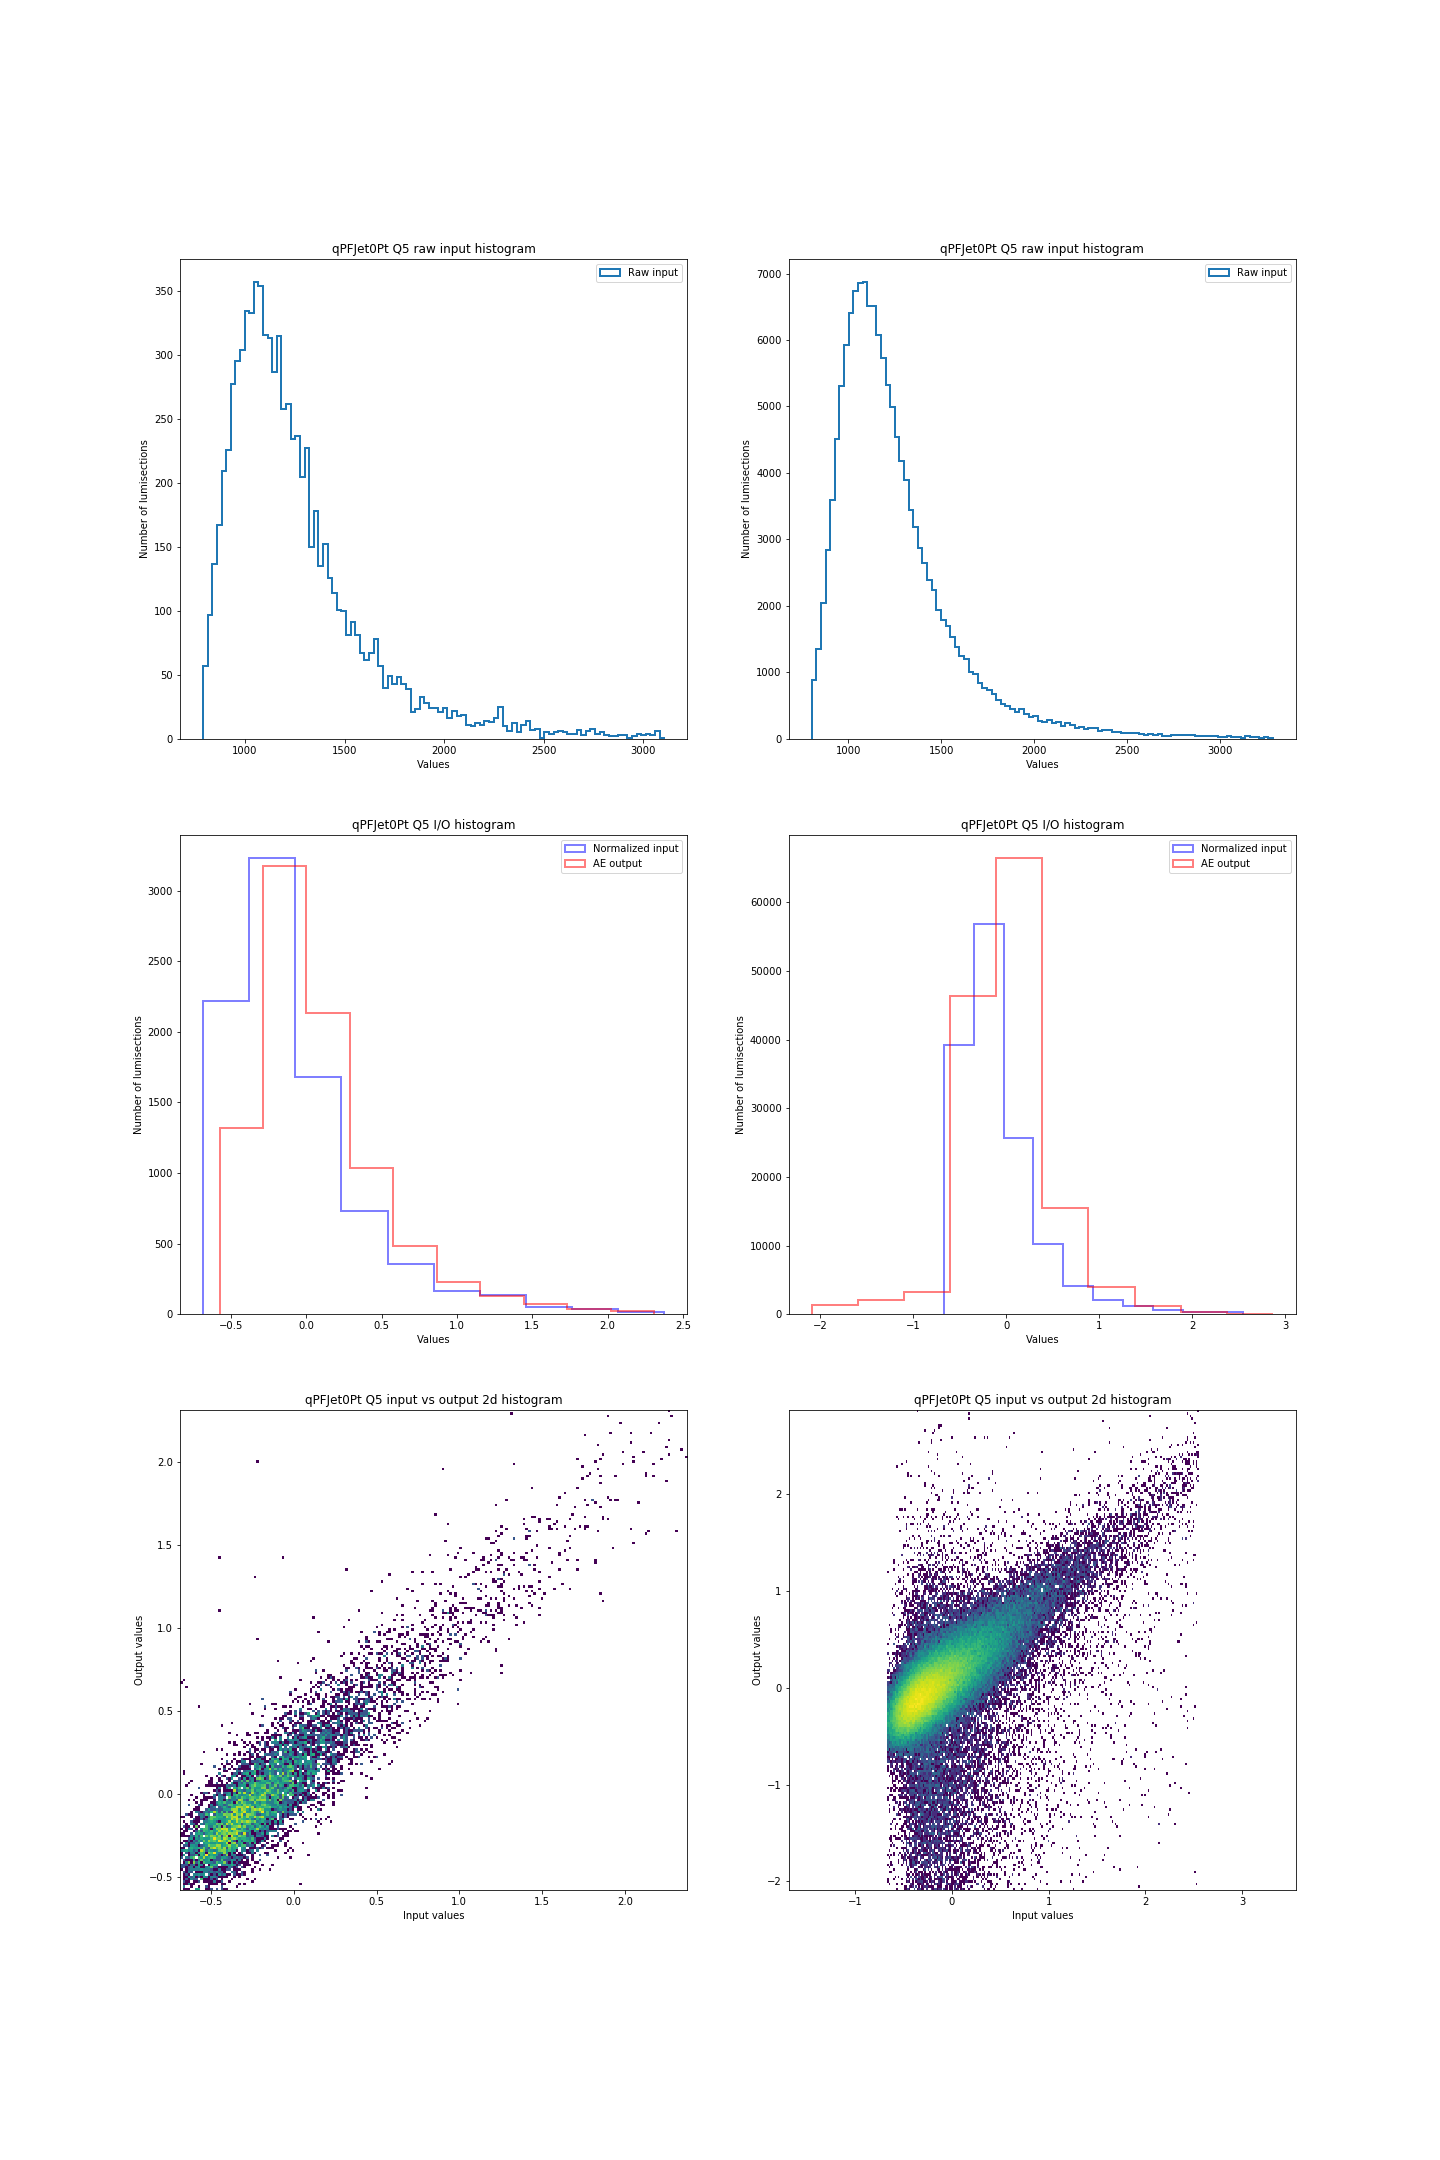 qPFJet0Pt Q5 raw input histogram
Raw input
350
300
250
200
150
100
50
0
Number of lumisections
1000 1500 2000 2500 3000
Values
qPFJet0Pt Q5 raw input histogram
Raw input
7000
6000
5000
4000
3000
2000
1000
0
Number of lumisections
1000 1500 2000 2500 3000
Values
qPFJet0Pt Q5 I/O histogram
Normalized input
AE output
3000
2500
2000
1500
1000
500
0
Number of lumisections
−0.5 0.0 0.5 1.0 1.5 2.0 2.5
Values
qPFJet0Pt Q5 I/O histogram
Normalized input
AE output
60000
50000
40000
30000
20000
10000
0
Number of lumisections
−2 −1 0 1 2 3
Values
qPFJet0Pt Q5 input vs output 2d histogram
2.0
1.5
1.0
0.5
0.0
−0.5
Output values
−0.5 0.0 0.5 1.0 1.5 2.0
Input values
qPFJet0Pt Q5 input vs output 2d histogram
2
1
0
−1
−2
Output values
−1 0 1 2 3
Input values